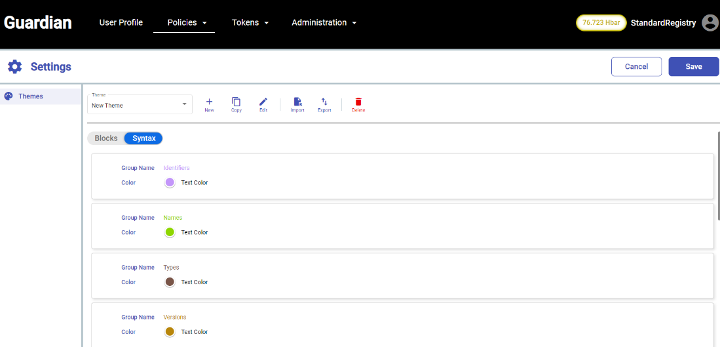 Guardian
User Profile
Policies
Tokens
Administration
76.723 Hbar
StandardRegistry
Settings
Cancel
Save
Themes
Theme
New Theme
New
Copy
Edit
Import
Export
Delete
Blocks
Syntax
Group Name Identifiers
Color Text Color
Group Name Names
Color Text Color
Group Name Types
Color Text Color
Group Name Versions
Color Text Color